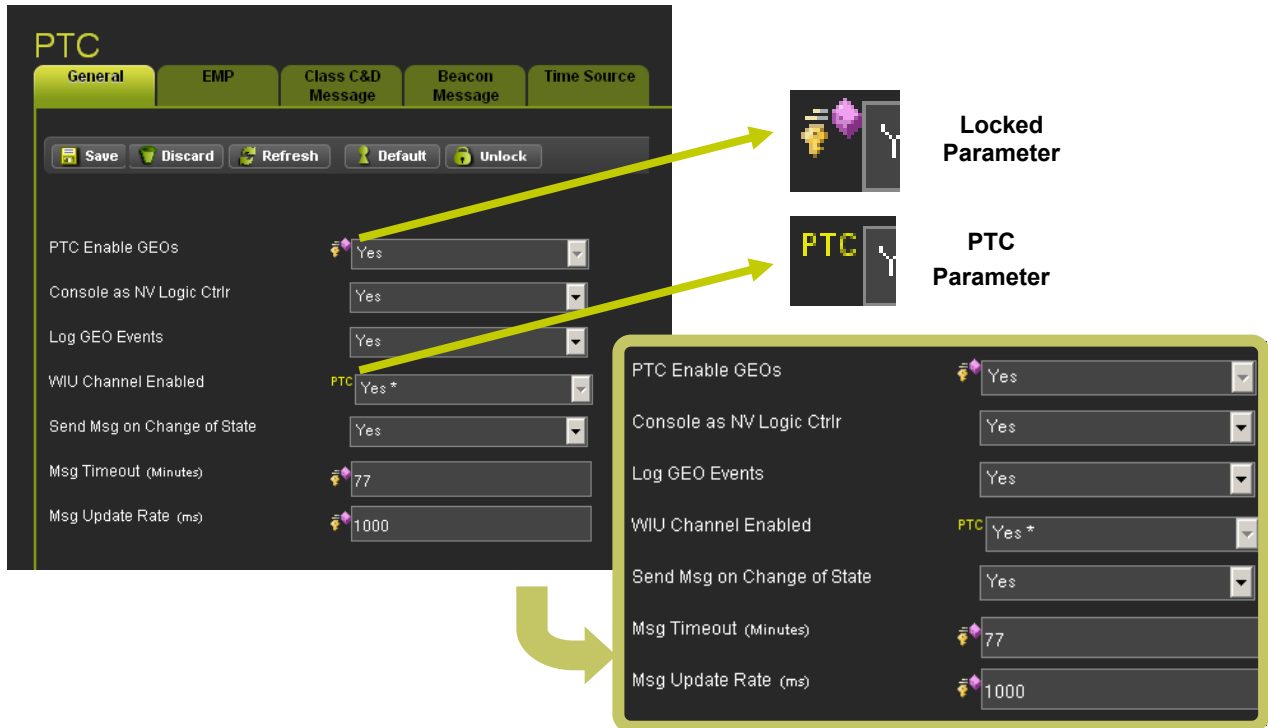 PTC
General EMP Class C&D Beacon Time Source
Message Message
Save Discard Refresh Default Unlock
PTC Enable GEOs Yes
Console as NV Logic Ctrlr Yes
Log GEO Events Yes
WIU Channel Enabled PTC Yes *
Send Msg on Change of State Yes
Msg Timeout (Minutes) 77
Msg Update Rate (ms) 1000
Locked
Parameter
PTC
PTC
Parameter
PTC Enable GEOs Yes
Console as NV Logic Ctrlr Yes
Log GEO Events Yes
WIU Channel Enabled PTC Yes *
Send Msg on Change of State Yes
Msg Timeout (Minutes) 77
Msg Update Rate (ms) 1000